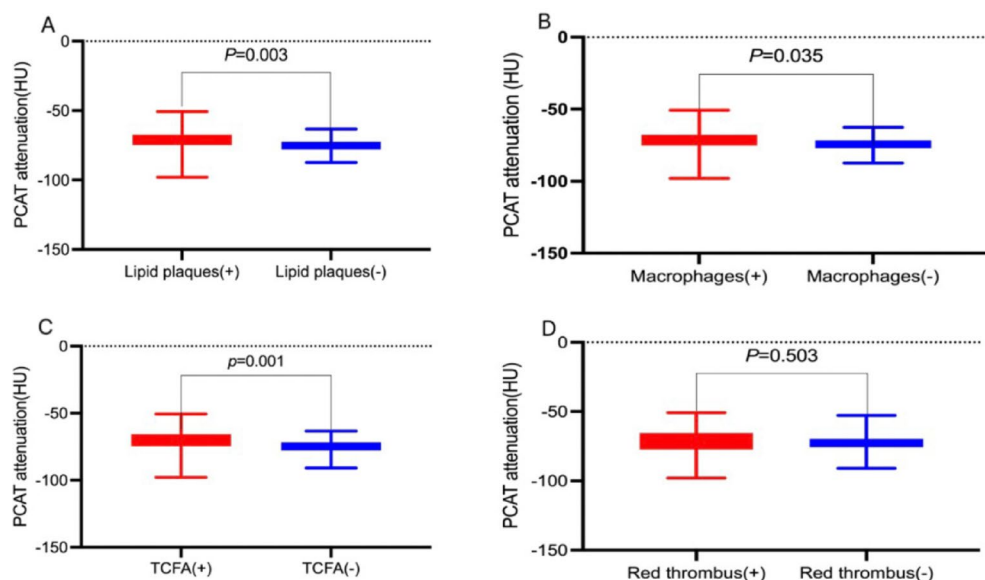 A
PCAT attenuation(HU)
0
-50
-100
-150
P=0.003
Lipid plaques(+) Lipid plaques(-)
B
PCAT attenuation (HU)
0
-50
-100
-150
P=0.035
Macrophages(+) Macrophages(-)
C
PCAT attenuation(HU)
0
-50
-100
-150
p=0.001
TCFA(+) TCFA(-)
D
PCAT attenuation(HU)
0
-50
-100
-150
P=0.503
Red thrombus(+) Red thrombus(-)